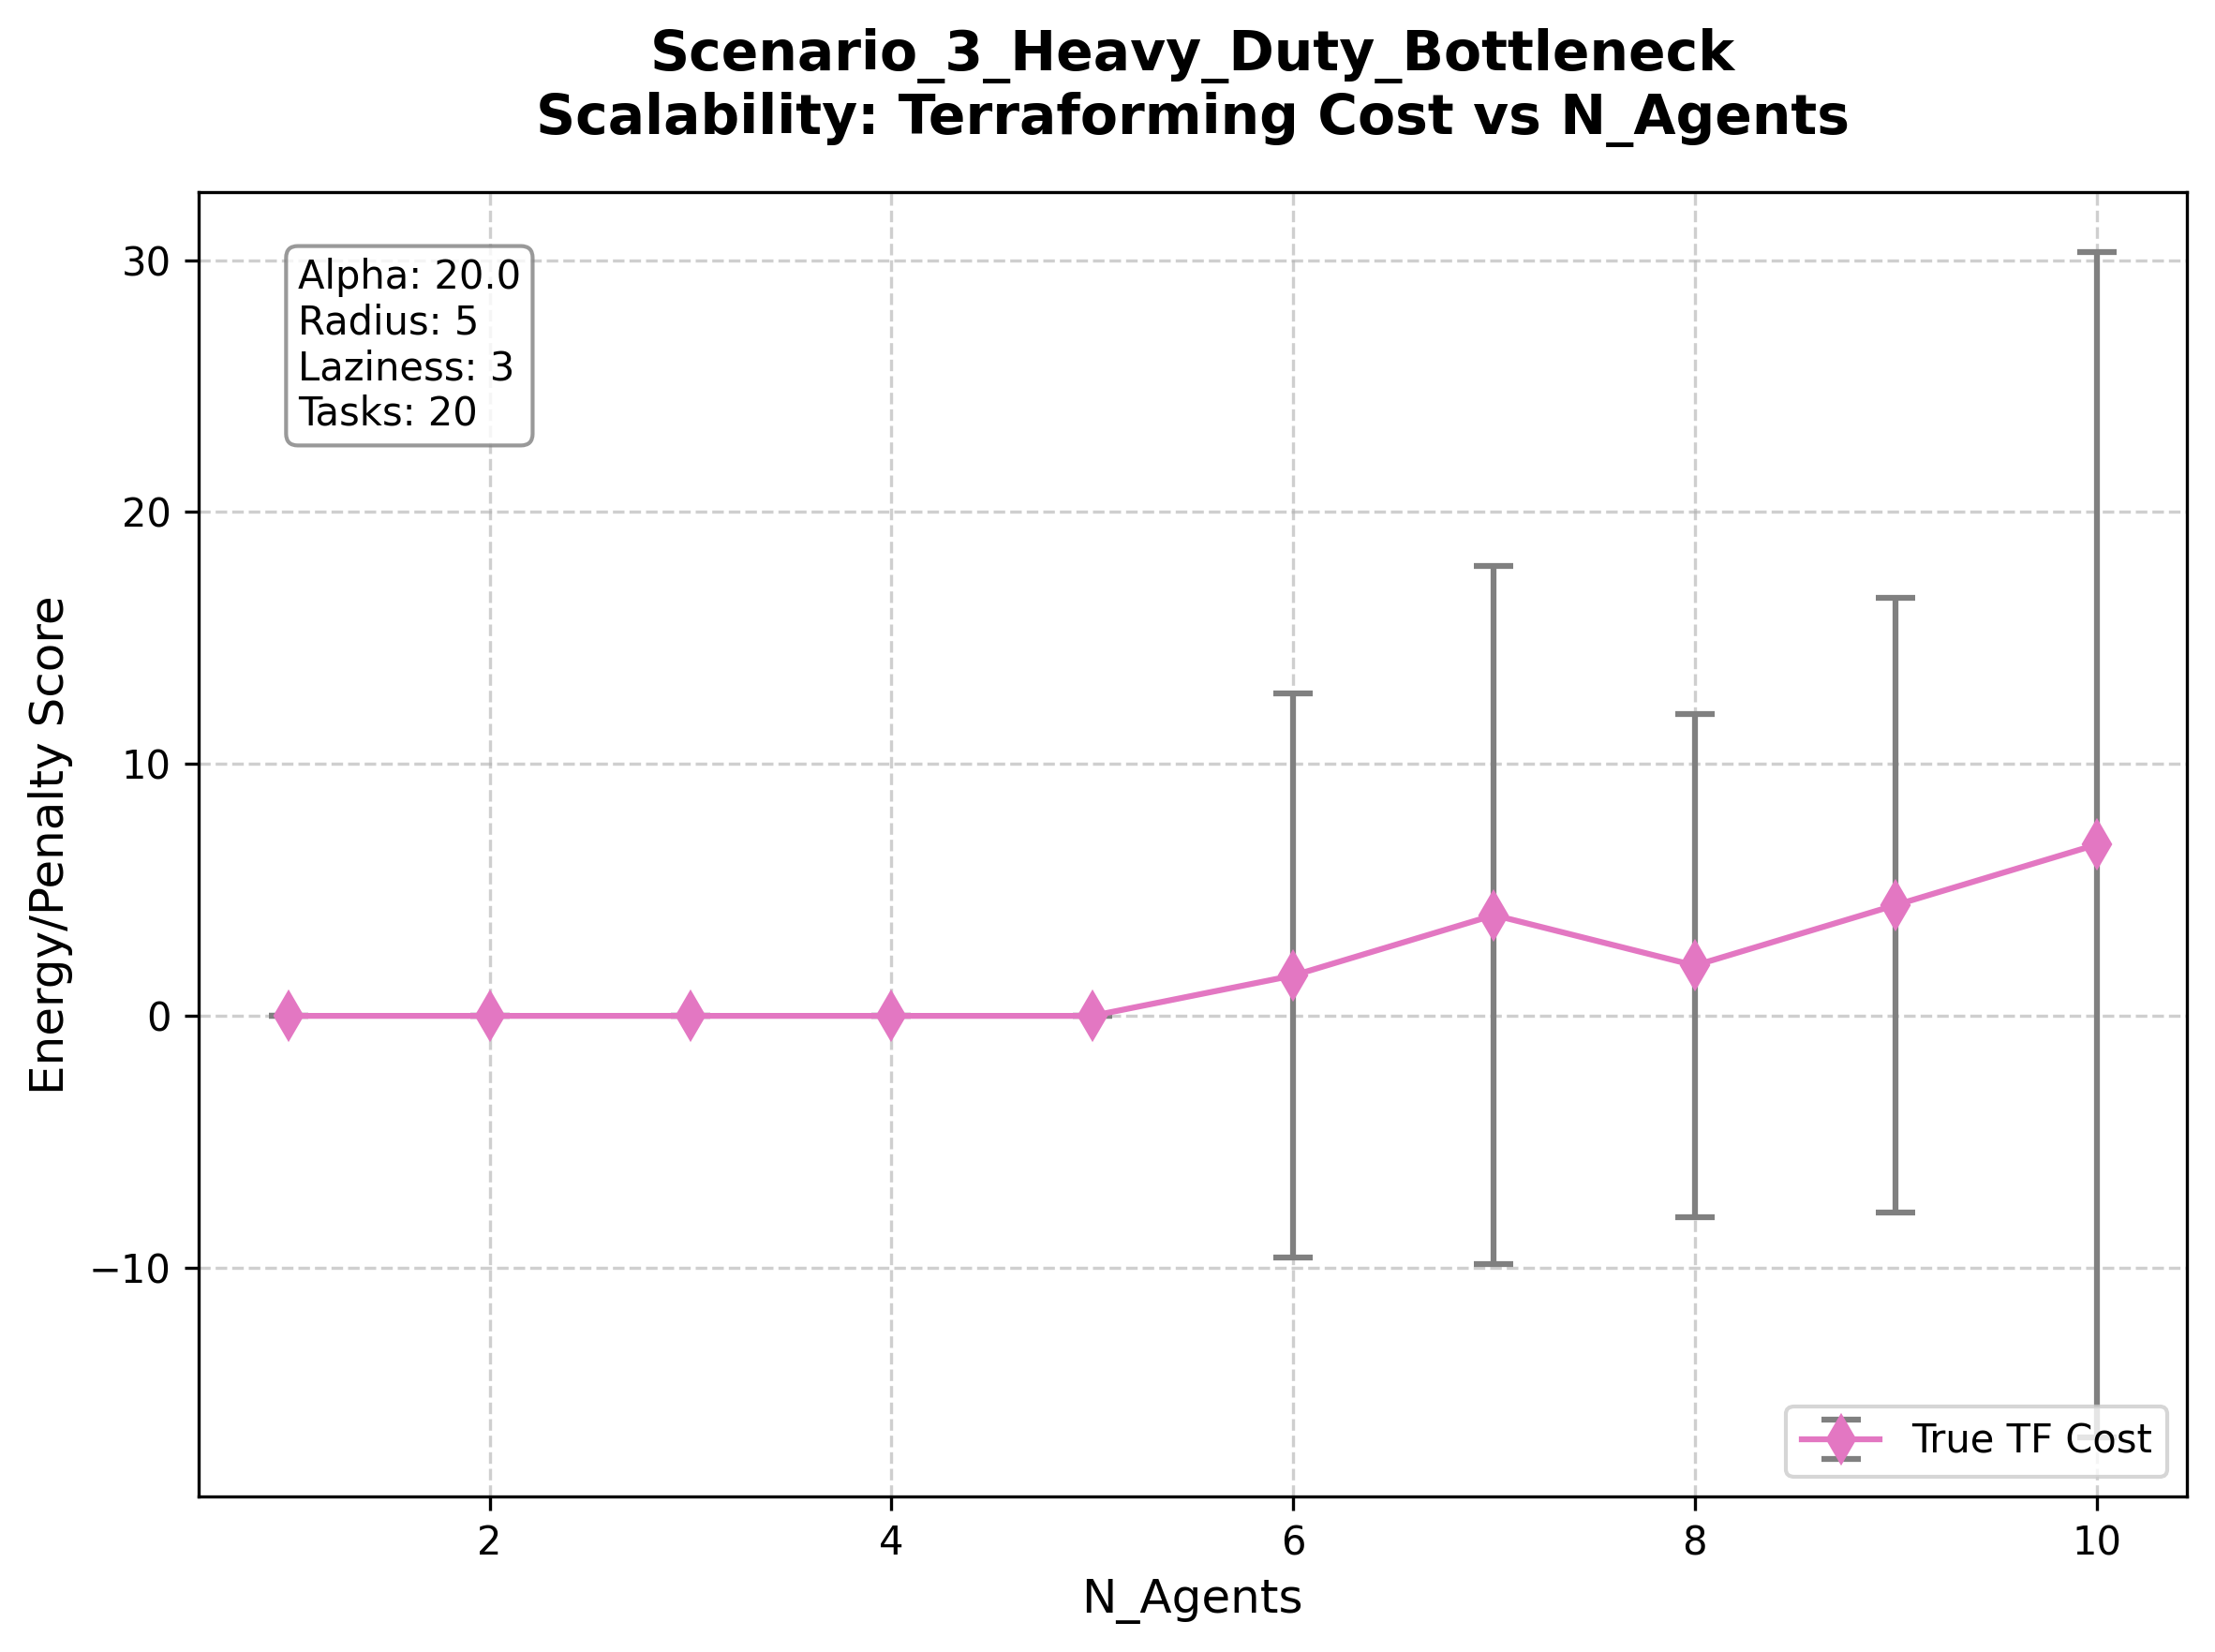 Scenario_3_Heavy_Duty_Bottleneck
Scalability: Terraforming Cost vs N_Agents
Alpha: 20.0
Radius: 5
Laziness: 3
Tasks: 20
Energy/Penalty Score
30
20
10
0
−10
True TF Cost
2
4
6
8
10
N_Agents